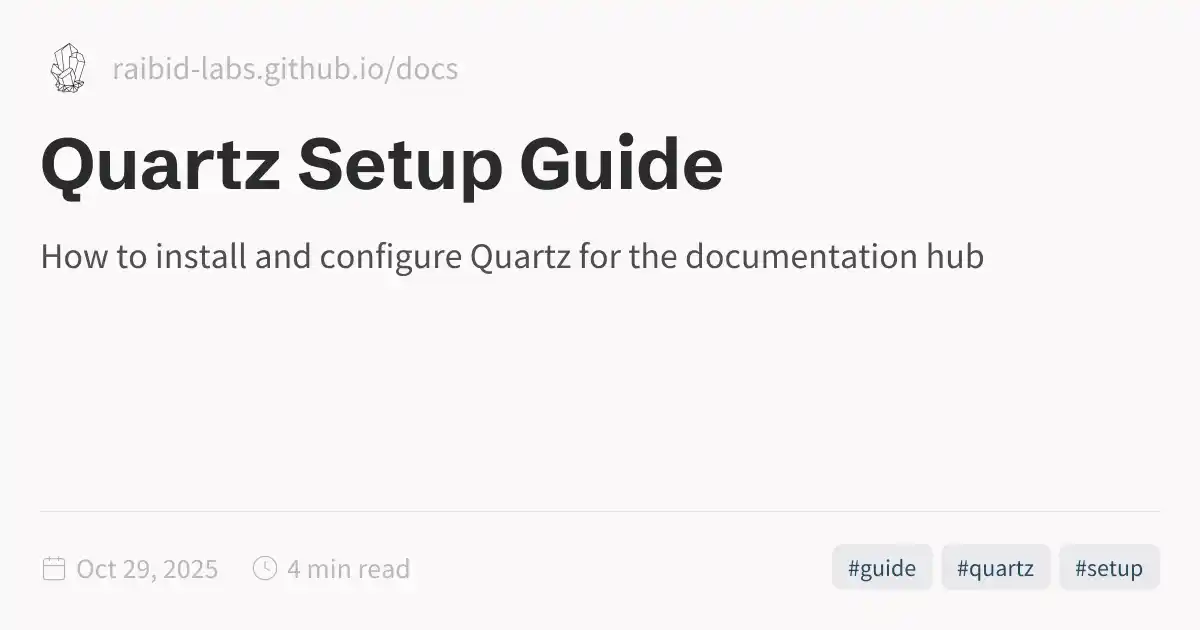 raibid-labs.github.io/docs
Quartz Setup Guide
How to install and configure Quartz for the documentation hub
Oct 29, 2025 4 min read #guide #quartz #setup